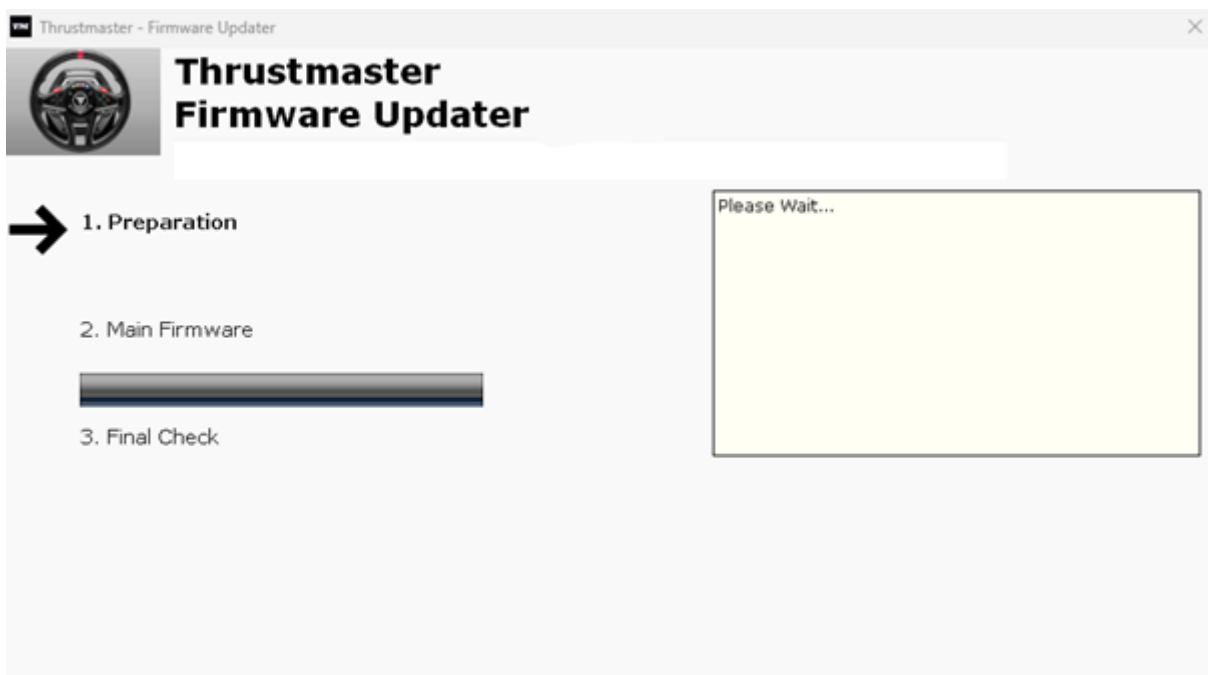 Thrustmaster - Firmware Updater
Thrustmaster
Firmware Updater
1. Preparation
Please Wait...
2. Main Firmware
3. Final Check